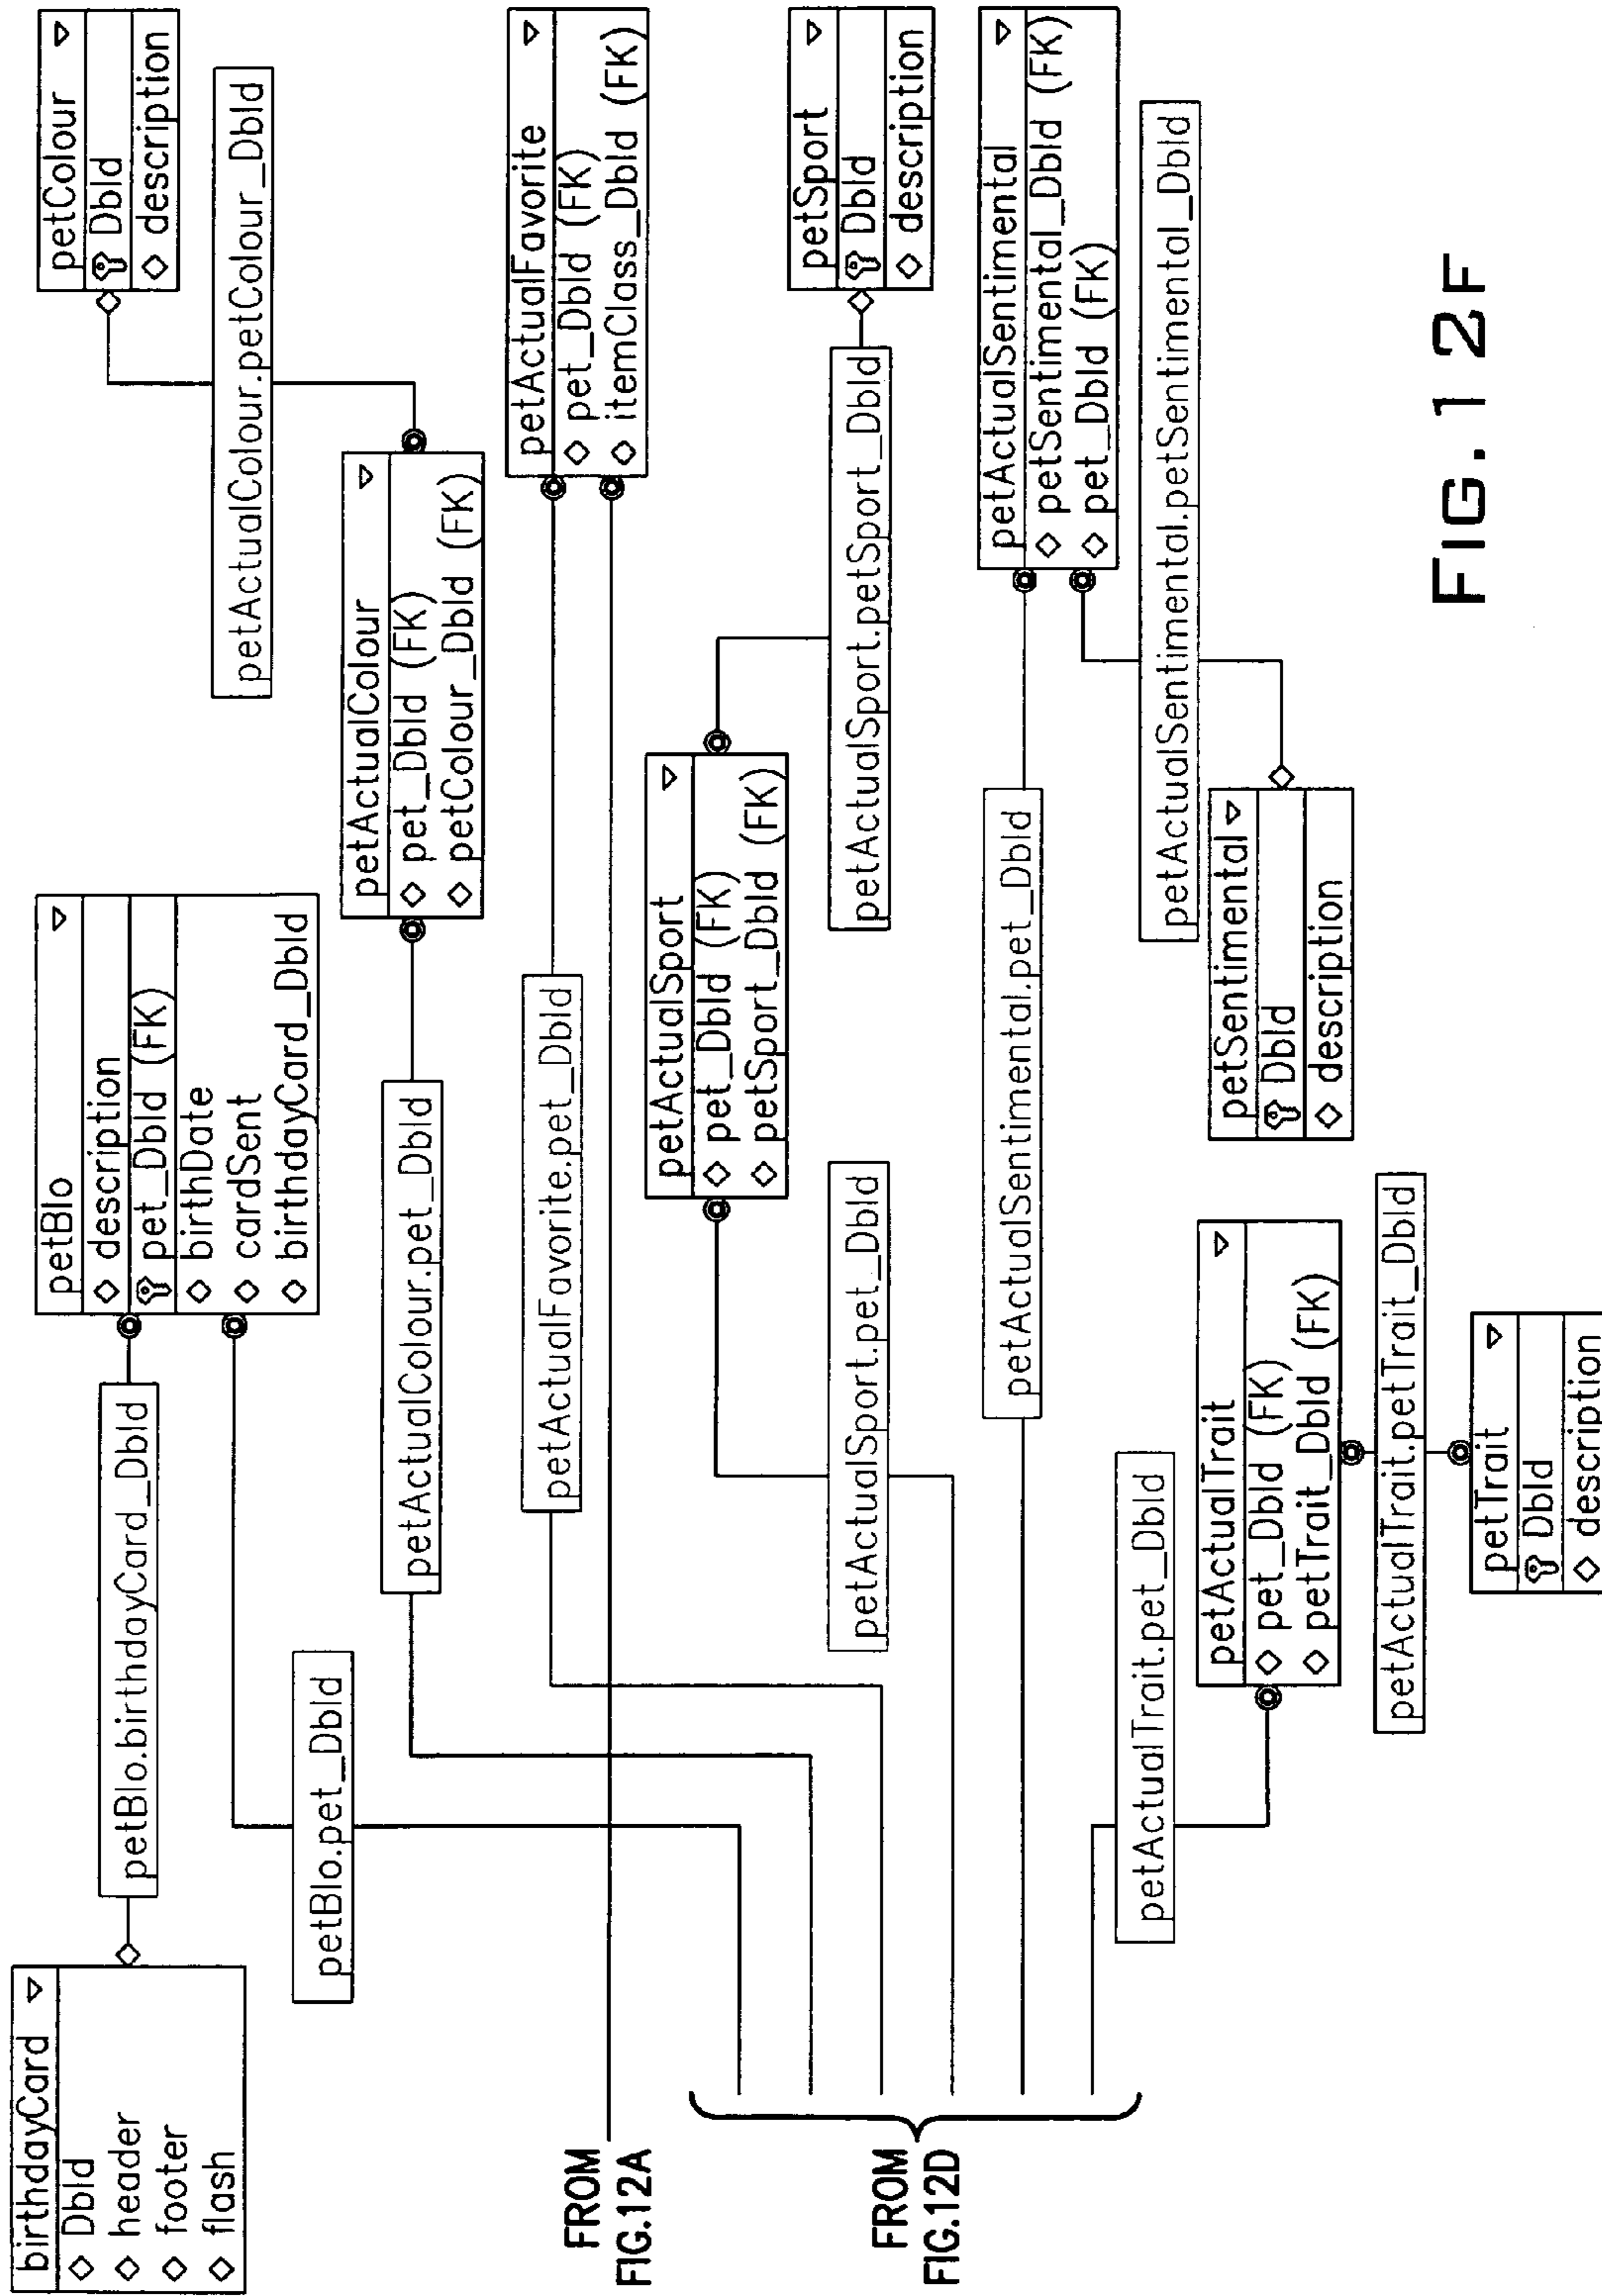 birthdayCard
DbId
header
footer
flash
petBIo.birthdayCard_DbId
petBIo
description
pet_DbId (FK)
birthDate
cardSent
birthdayCard_DbId
petBIo.pet_DbId
petColour
DbId
description
petActualColour.petColour_DbId
petActualColour
pet_DbId (FK)
petColour_DbId (FK)
petActualColour.pet_DbId
petActualFavorite
pet_DbId (FK)
itemClass_DbId (FK)
petActualFavorite.pet_DbId
FROM
FIG.12A
petActualSport
pet_DbId (FK)
petSport_DbId (FK)
petSport
DbId
description
petActualSport.petSport_DbId
petActualSport.pet_DbId
FROM
FIG.12D
petActualSentimental
petSentimental_DbId (FK)
pet_DbId (FK)
petActualSentimental.pet_DbId
petActualSentimental.petSentimental_DbId
petSentimental
DbId
description
petActualTrait.pet_DbId
petActualTrait
pet_DbId (FK)
petTrait_DbId (FK)
petActualTrait.petTrait_DbId
petTrait
DbId
description
FIG. 12F